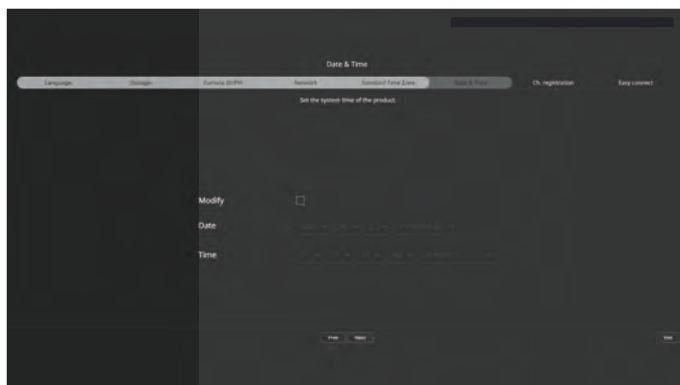 Date & Time
Language Storage Camera ID/PW Network Standard Time Zone Date & Time Ch. registration Easy connect
Set the system time of the product.
Modify
Date
Time
Prev Next Exit